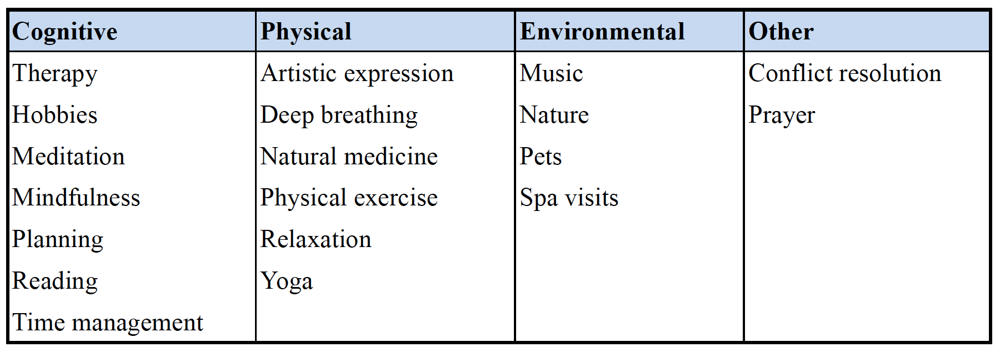 Cognitive Physical Environmental Other
Therapy Artistic expression Music Conflict resolution
Hobbies Deep breathing Nature Prayer
Meditation Natural medicine Pets
Mindfulness Physical exercise Spa visits
Planning Relaxation
Reading Yoga
Time management